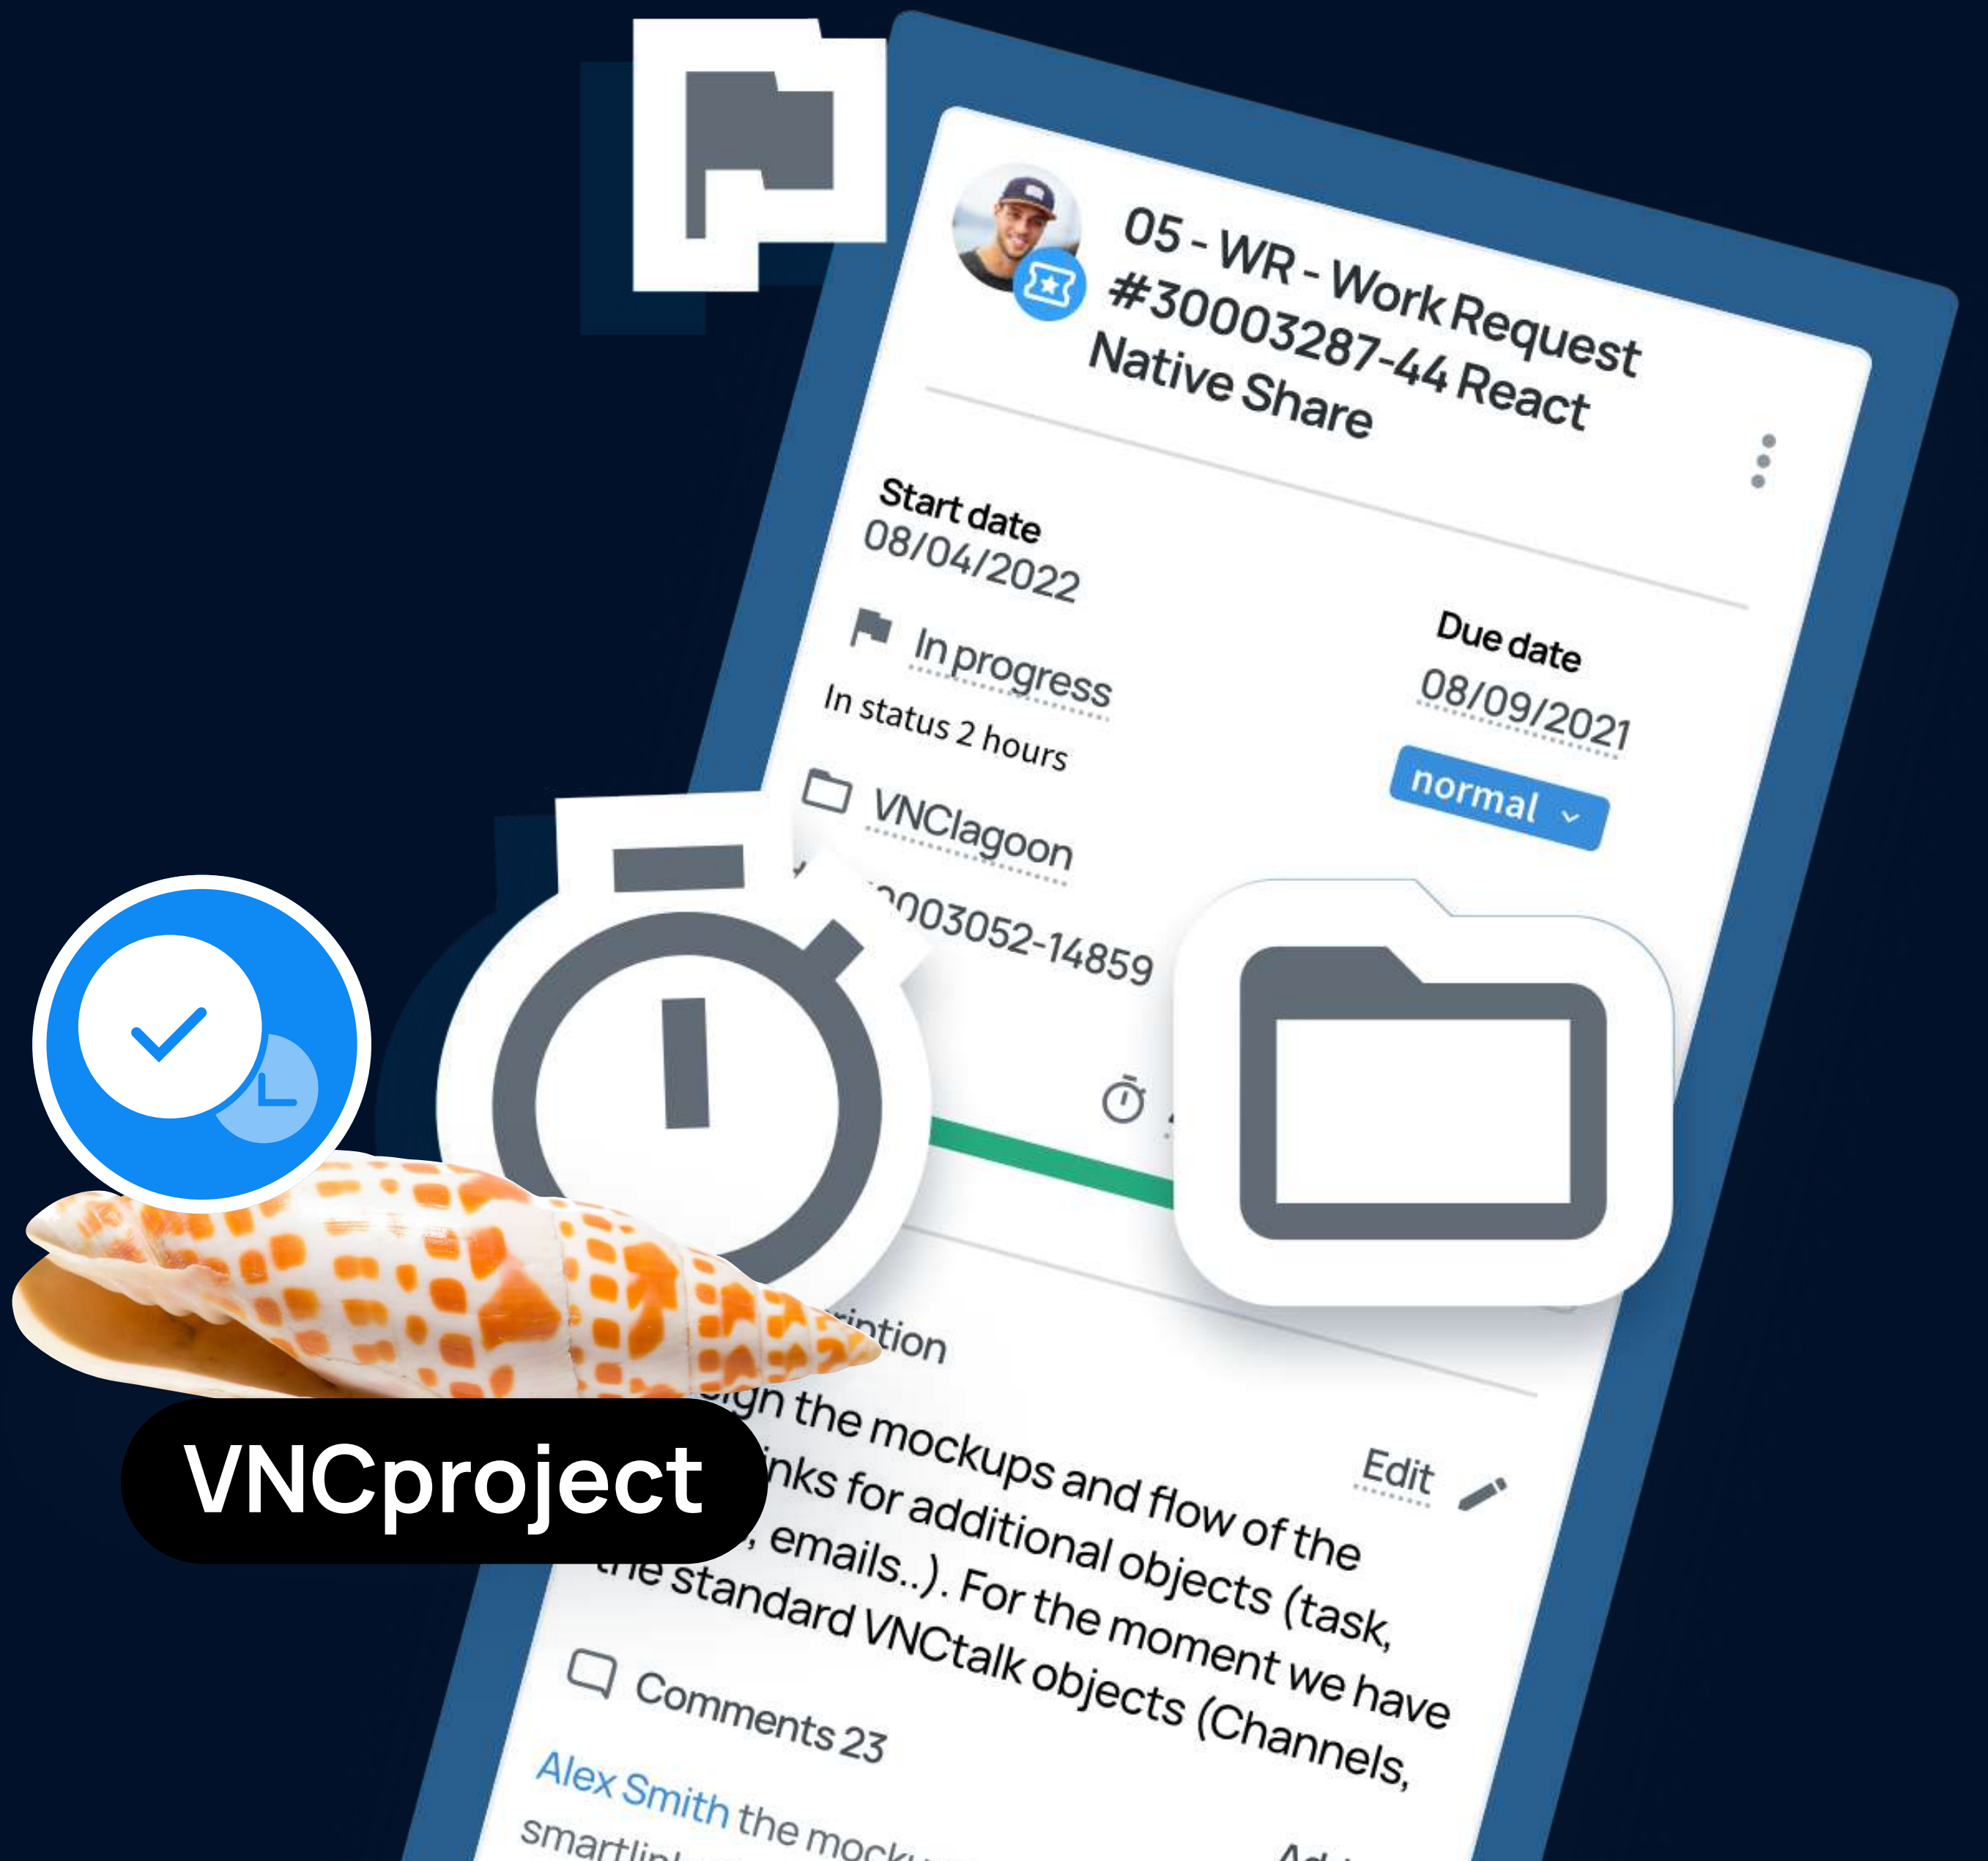 05 - WR - Work Request
#30003287-44 React
Native Share
Start date
08/04/2022
Due date
08/09/2021
In progress
In status 2 hours
normal
VNClagoon
0003052-14859
Edit
the mockups and flow of the
for additional objects (task,
, emails..). For the moment we have
the standard VNCtalk objects (Channels,
VNCproject
Comments 23
Alex Smith the